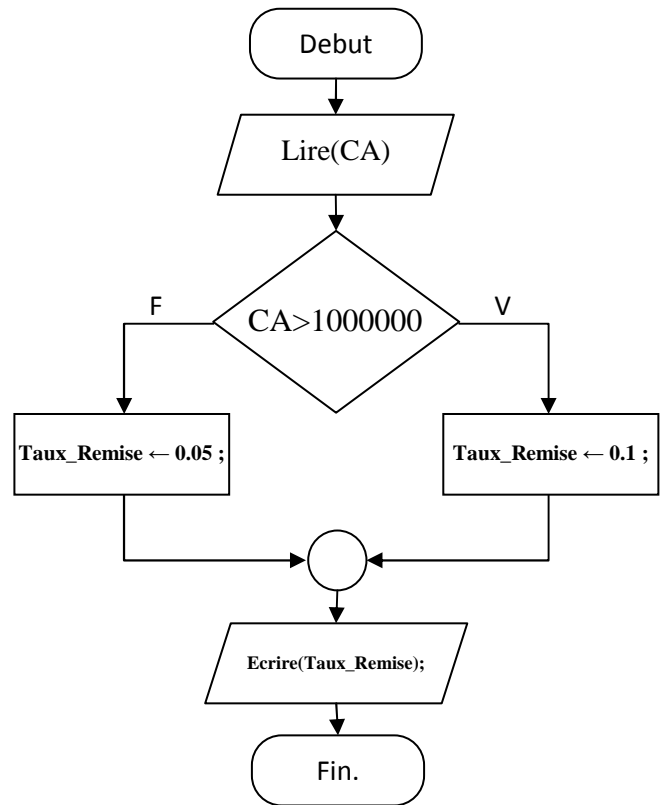 Debut
Lire(CA)
CA>1000000
F
V
Taux_Remise ← 0.05 ;
Taux_Remise ← 0.1 ;
Ecrire(Taux_Remise);
Fin.